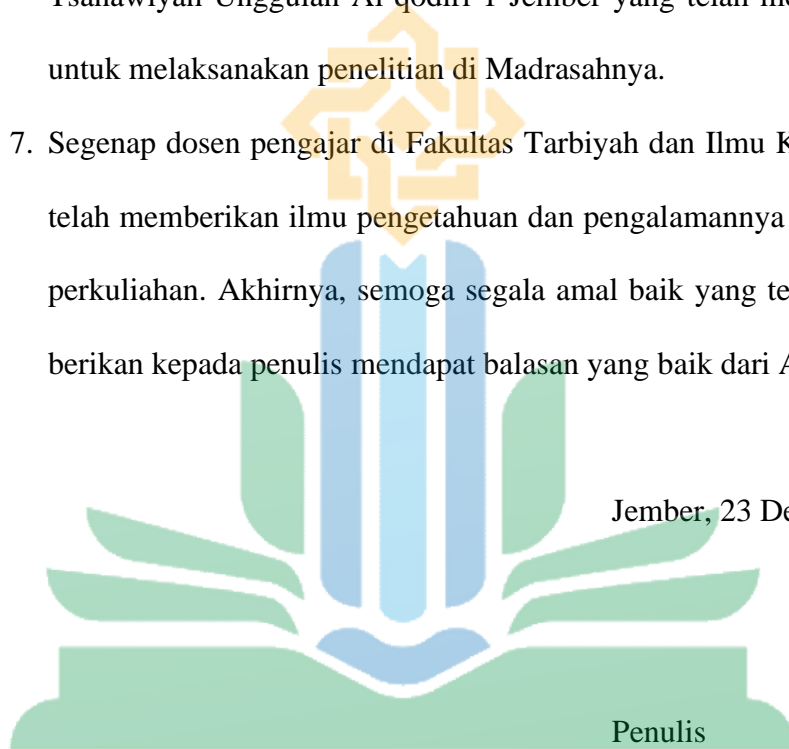 Tsanawiyah Unggulan Al-qodiri 1 Jember yang telah
untuk melaksanakan penelitian di Madrasahnya.
7. Segenap dosen pengajar di Fakultas Tarbiyah dan Ilmu K
telah memberikan ilmu pengetahuan dan pengalamannya
perkuliahan. Akhirnya, semoga segala amal baik yang te
berikan kepada penulis mendapat balasan yang baik dari A
Jember, 23 De
Penulis